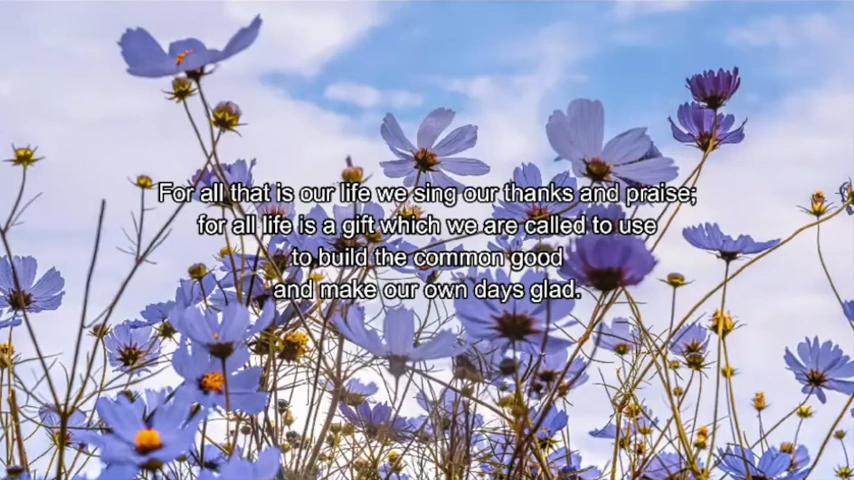 For all that is our life we sing our thanks and praise;
for all life is a gift which we are called to use
to build the common good
and make our own days glad.